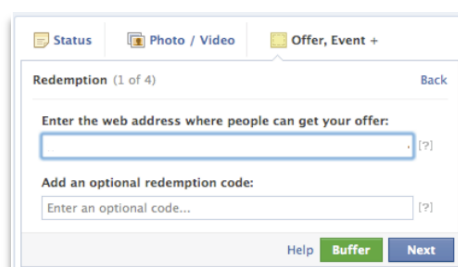 Status Photo / Video Offer, Event +
Redemption (1 of 4) Back
Enter the web address where people can get your offer:
[?]
Add an optional redemption code:
Enter an optional code... [?]
Help Buffer Next